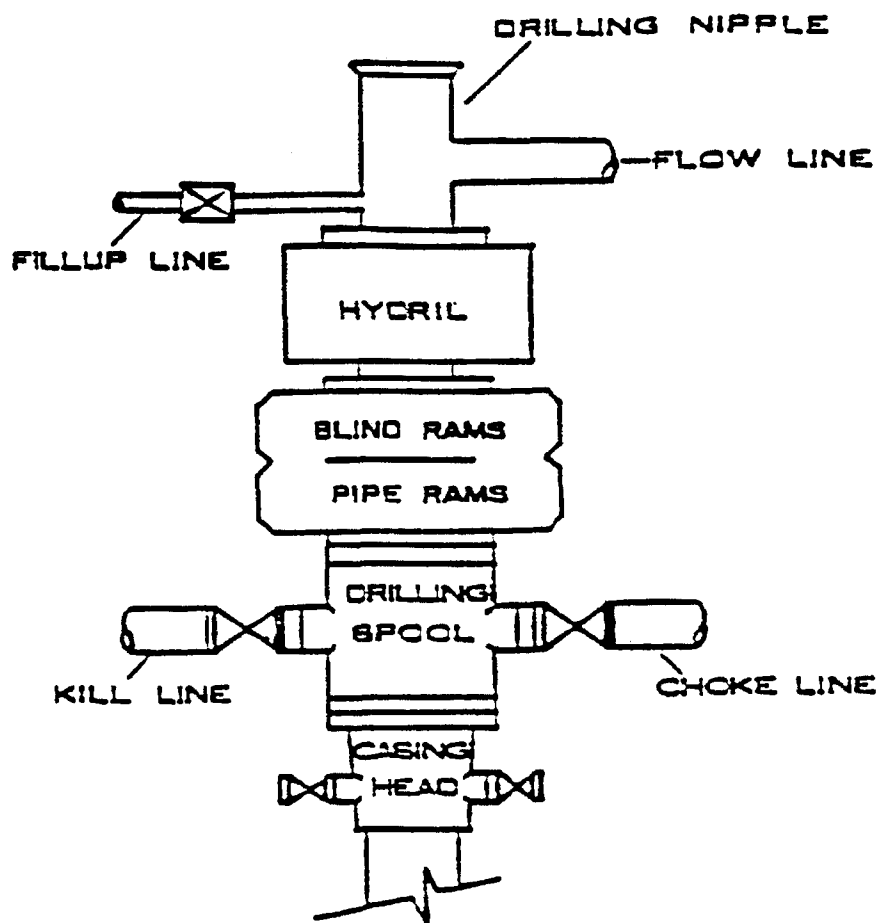 DRILLING NIPPLE
FLOW LINE
FILLUP LINE
HYDRIL
BLIND RAMS
PIPE RAMS
DRILLING
SPOOL
KILL LINE
CHOKE LINE
CASING
HEAD